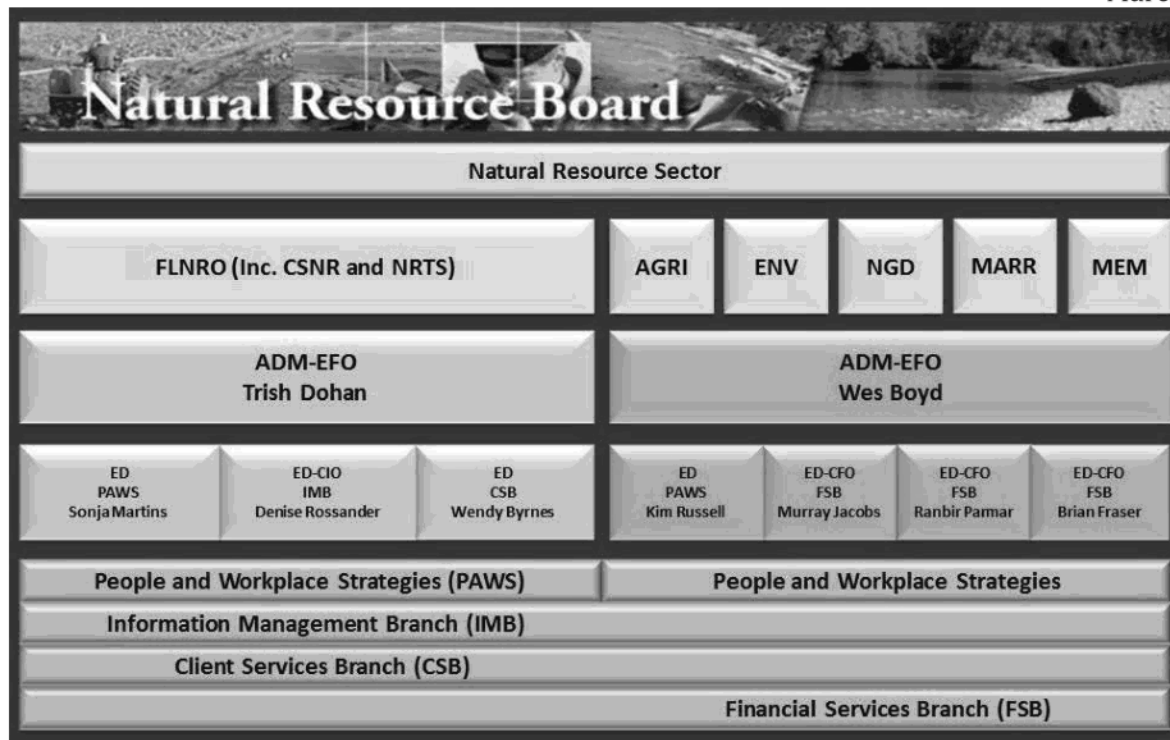 Natural Resource Board
Natural Resource Sector
FLNRO (Inc. CSNR and NRTS)
AGRI
ENV
NGD
MARR
MEM
ADM-EFO
Trish Dohan
ADM-EFO
Wes Boyd
ED
PAWS
Sonja Martins
ED-CIO
IMB
Denise Rossander
ED
CSB
Wendy Byrnes
ED
PAWS
Kim Russell
ED-CFO
FSB
Murray Jacobs
ED-CFO
FSB
Ranbir Parmar
ED-CFO
FSB
Brian Fraser
People and Workplace Strategies (PAWS)
People and Workplace Strategies
Information Management Branch (IMB)
Client Services Branch (CSB)
Financial Services Branch (FSB)